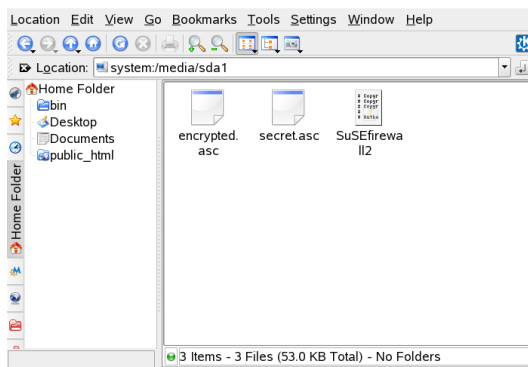 Location Edit View Go Bookmarks Tools Settings Window Help
Location: system:/media/sda1
Home Folder
bin
Desktop
Documents
public_html
Home Folder
encrypted.
asc
secret.asc
SuSEfirewa
ll2
3 Items - 3 Files (53.0 KB Total) - No Folders